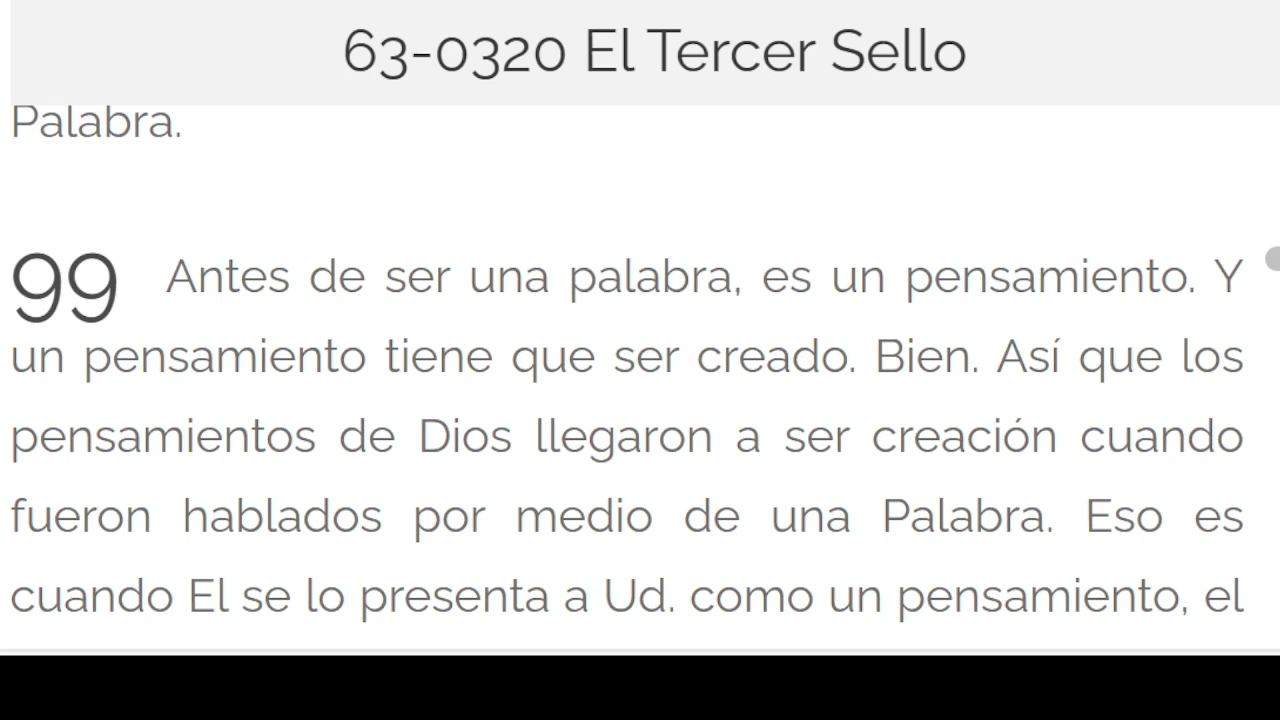 63-0320 El Tercer Sello
Palabra.
99 Antes de ser una palabra, es un pensamiento. Y
un pensamiento tiene que ser creado. Bien. Así que los
pensamientos de Dios llegaron a ser creación cuando
fueron hablados por medio de una Palabra. Eso es
cuando El se lo presenta a Ud. como un pensamiento, el